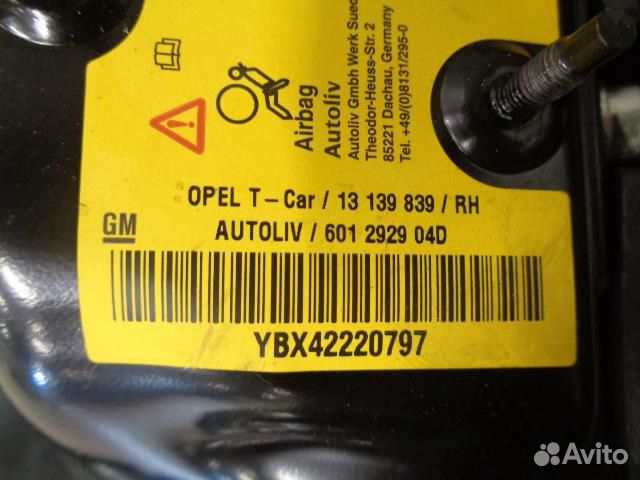 Airbag
Autoliv
Autoliv Gmbh Werk Sued
Theodor-Heuss-Str. 2
85221 Dachau, Germany
Tel. +49/(0)8131/295-0
OPEL T-Car / 13 139 839 / RH
GM
AUTOLIV / 601 2929 04D
YBX42220797
Avito